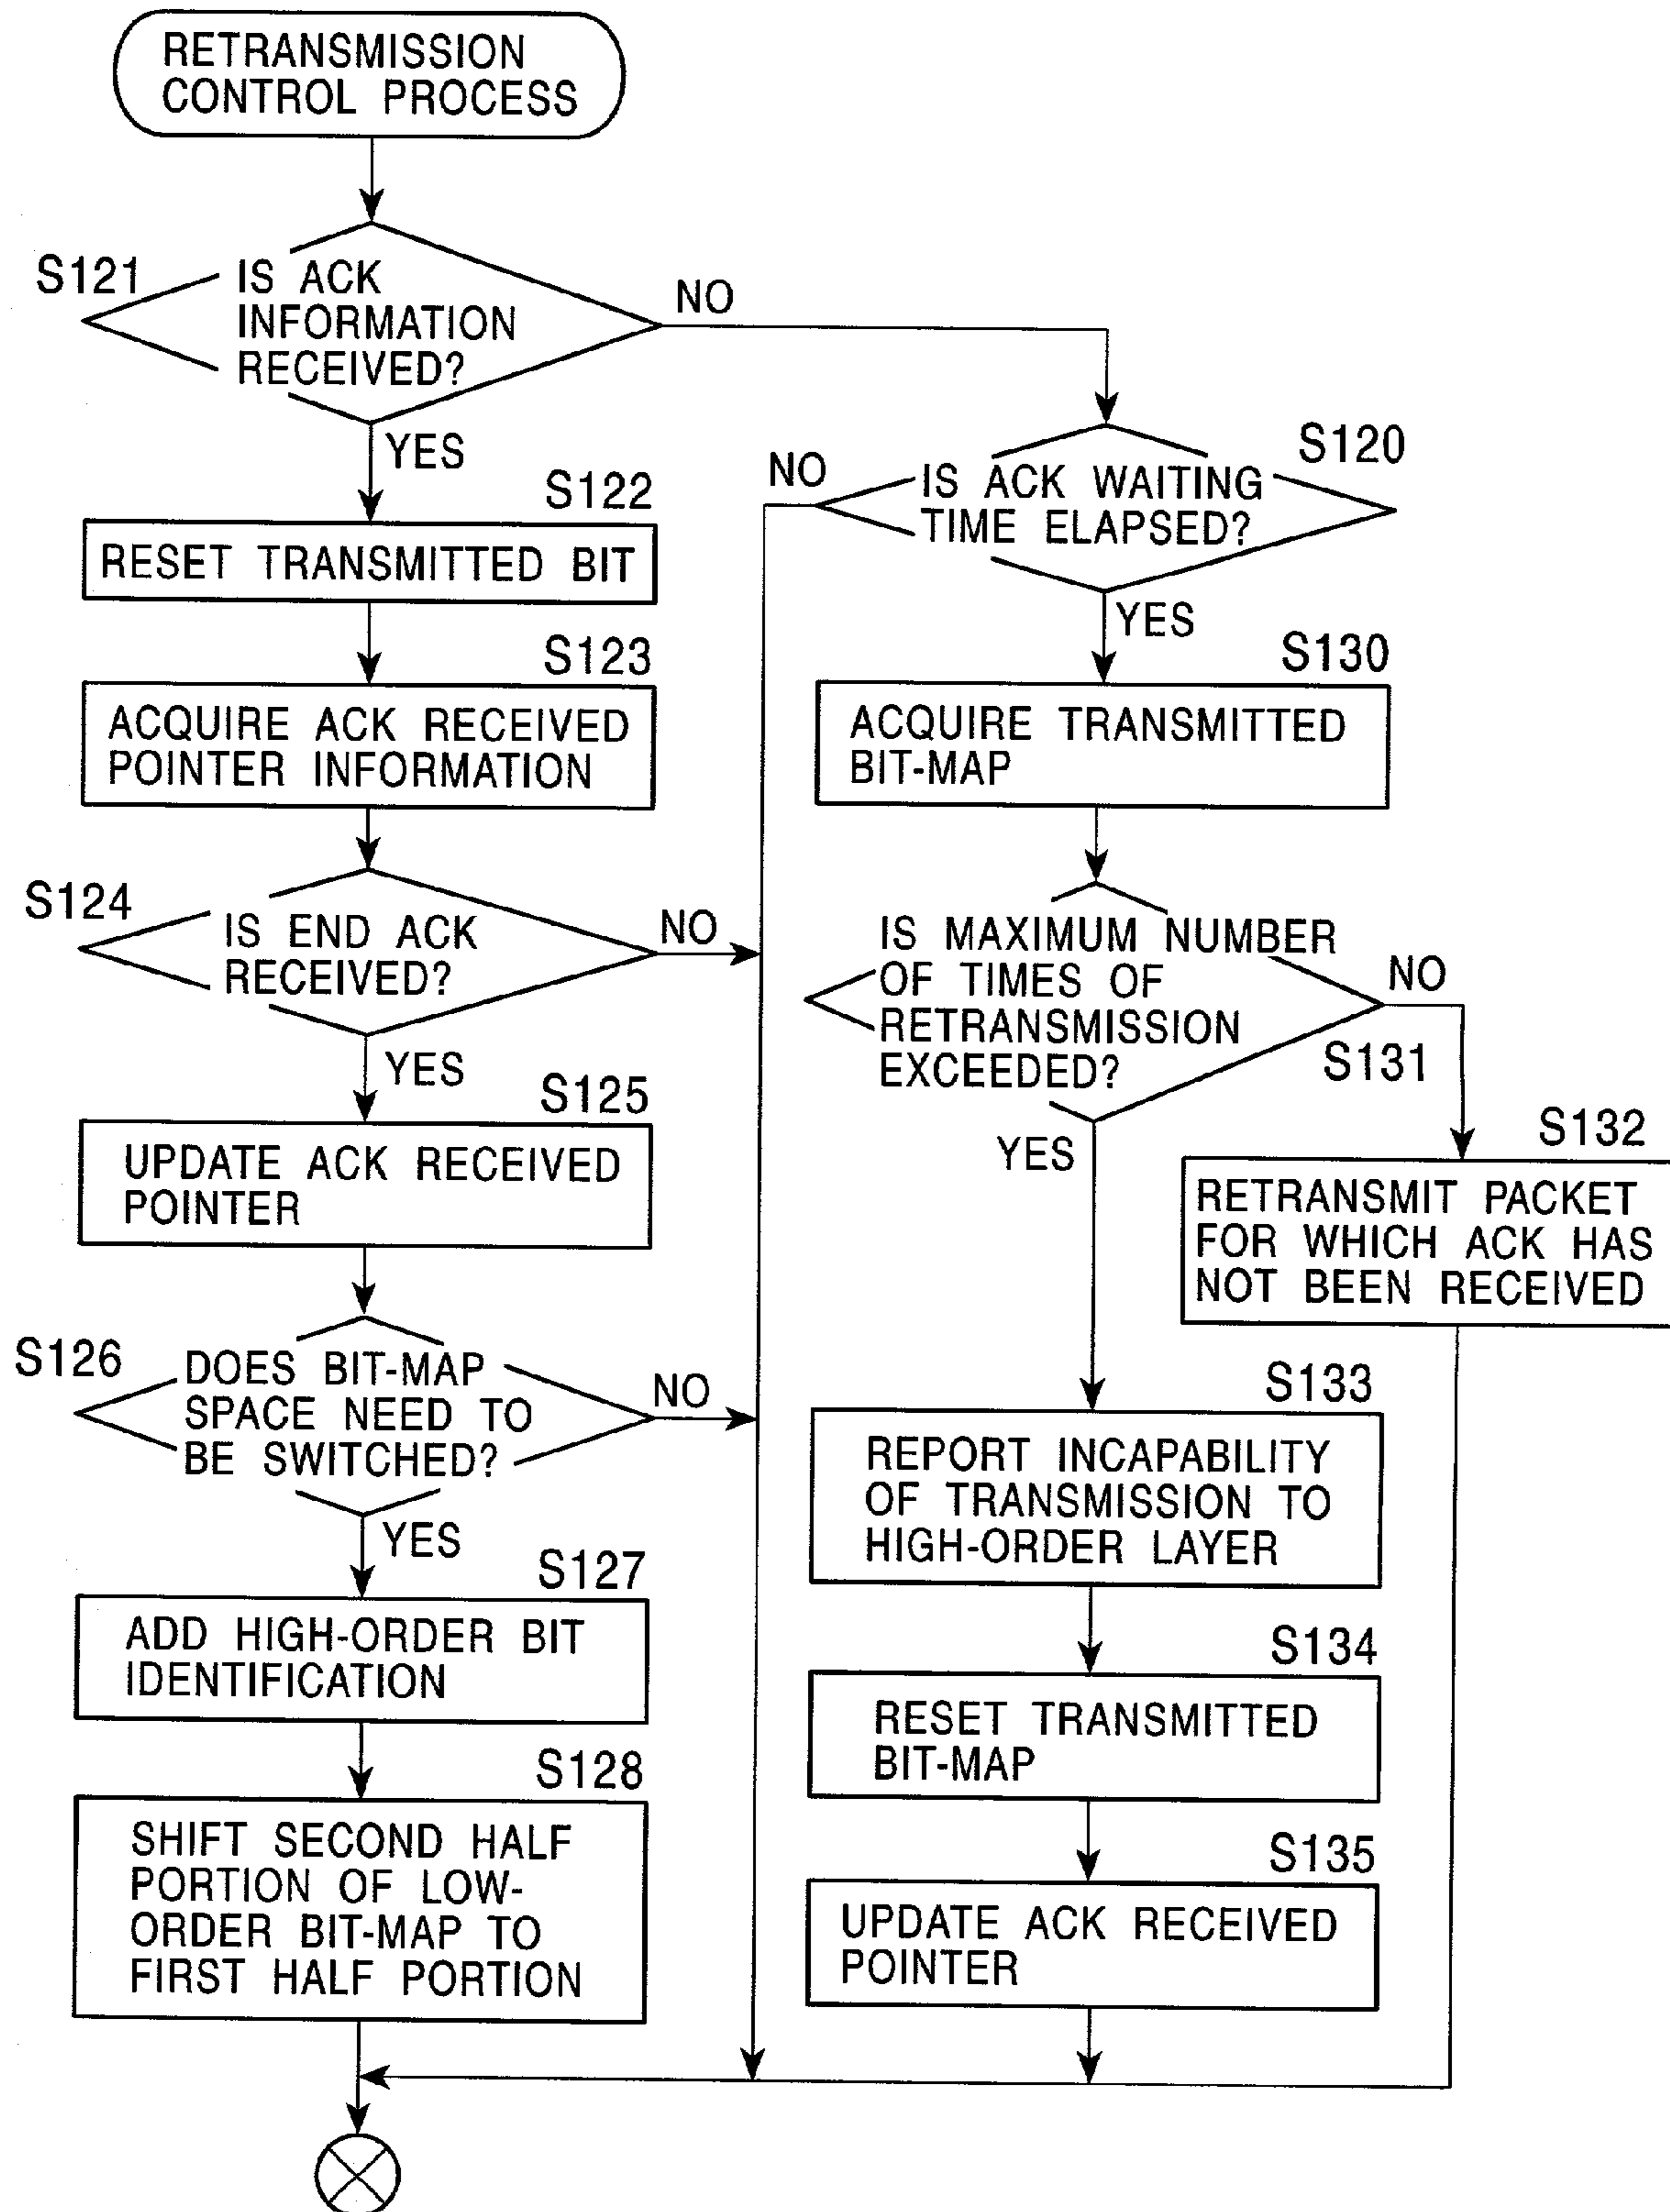 RETRANSMISSION
CONTROL PROCESS
S121
IS ACK
INFORMATION
RECEIVED?
NO
YES
S122
RESET TRANSMITTED BIT
S123
ACQUIRE ACK RECEIVED
POINTER INFORMATION
S124
IS END ACK
RECEIVED?
NO
YES
S125
UPDATE ACK RECEIVED
POINTER
S126
DOES BIT-MAP
SPACE NEED TO
BE SWITCHED?
NO
YES
S127
ADD HIGH-ORDER BIT
IDENTIFICATION
S128
SHIFT SECOND HALF
PORTION OF LOW-
ORDER BIT-MAP TO
FIRST HALF PORTION
S120
NO
IS ACK WAITING
TIME ELAPSED?
YES
S130
ACQUIRE TRANSMITTED
BIT-MAP
IS MAXIMUM NUMBER
OF TIMES OF
RETRANSMISSION
EXCEEDED?
NO
S131
YES
S132
RETRANSMIT PACKET
FOR WHICH ACK HAS
NOT BEEN RECEIVED
S133
REPORT INCAPABILITY
OF TRANSMISSION TO
HIGH-ORDER LAYER
S134
RESET TRANSMITTED
BIT-MAP
S135
UPDATE ACK RECEIVED
POINTER